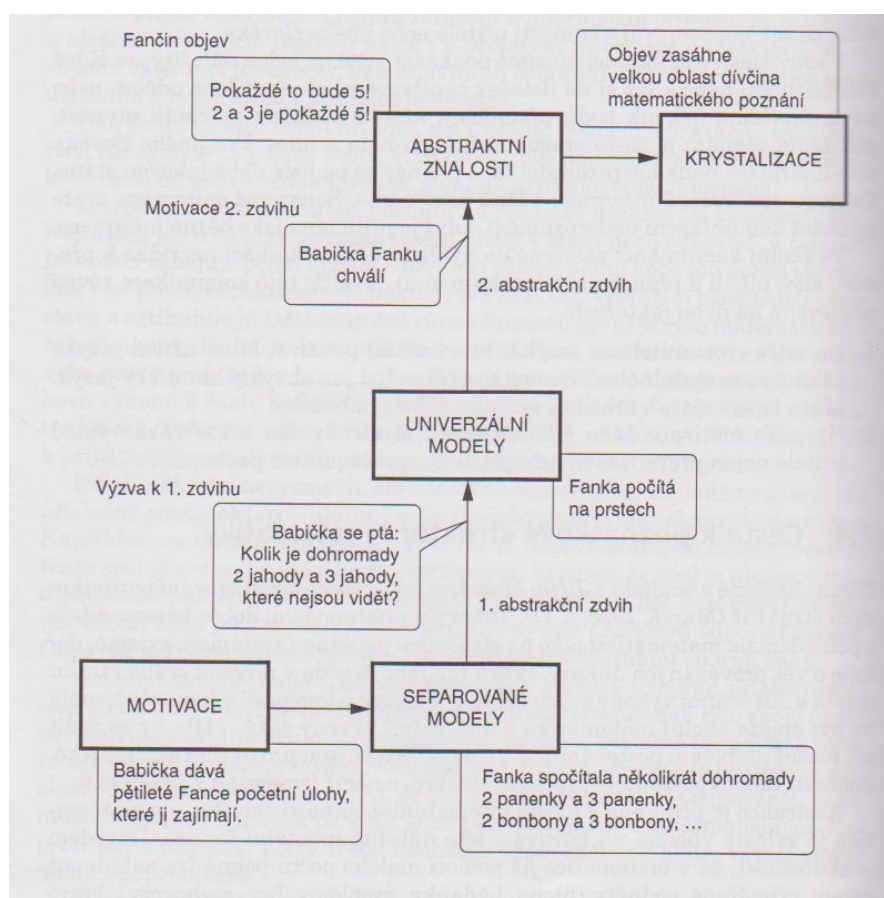 Fančin objev
Pokaždé to bude 5!
2 a 3 je pokaždé 5!
Objev zasáhne
velkou oblast dívčina
matematického poznání
ABSTRAKTNÍ
ZNALOSTI
KRYSTALIZACE
Motivace 2. zdvihu
Babička Fanku
chválí
2. abstrakční zdvih
UNIVERZÁLNÍ
MODELY
Fanka počítá
na prstech
Výzva k 1. zdvihu
Babička se ptá:
Kolik je dohromady
2 jahody a 3 jahody,
které nejsou vidět?
1. abstrakční zdvih
MOTIVACE
SEPAROVANÉ
MODELY
Babička dává
pětileté Fance početní úlohy,
které ji zajímají.
Fanka spočítala několikrát dohromady
2 panenky a 3 panenky,
2 bonbony a 3 bonbony, …